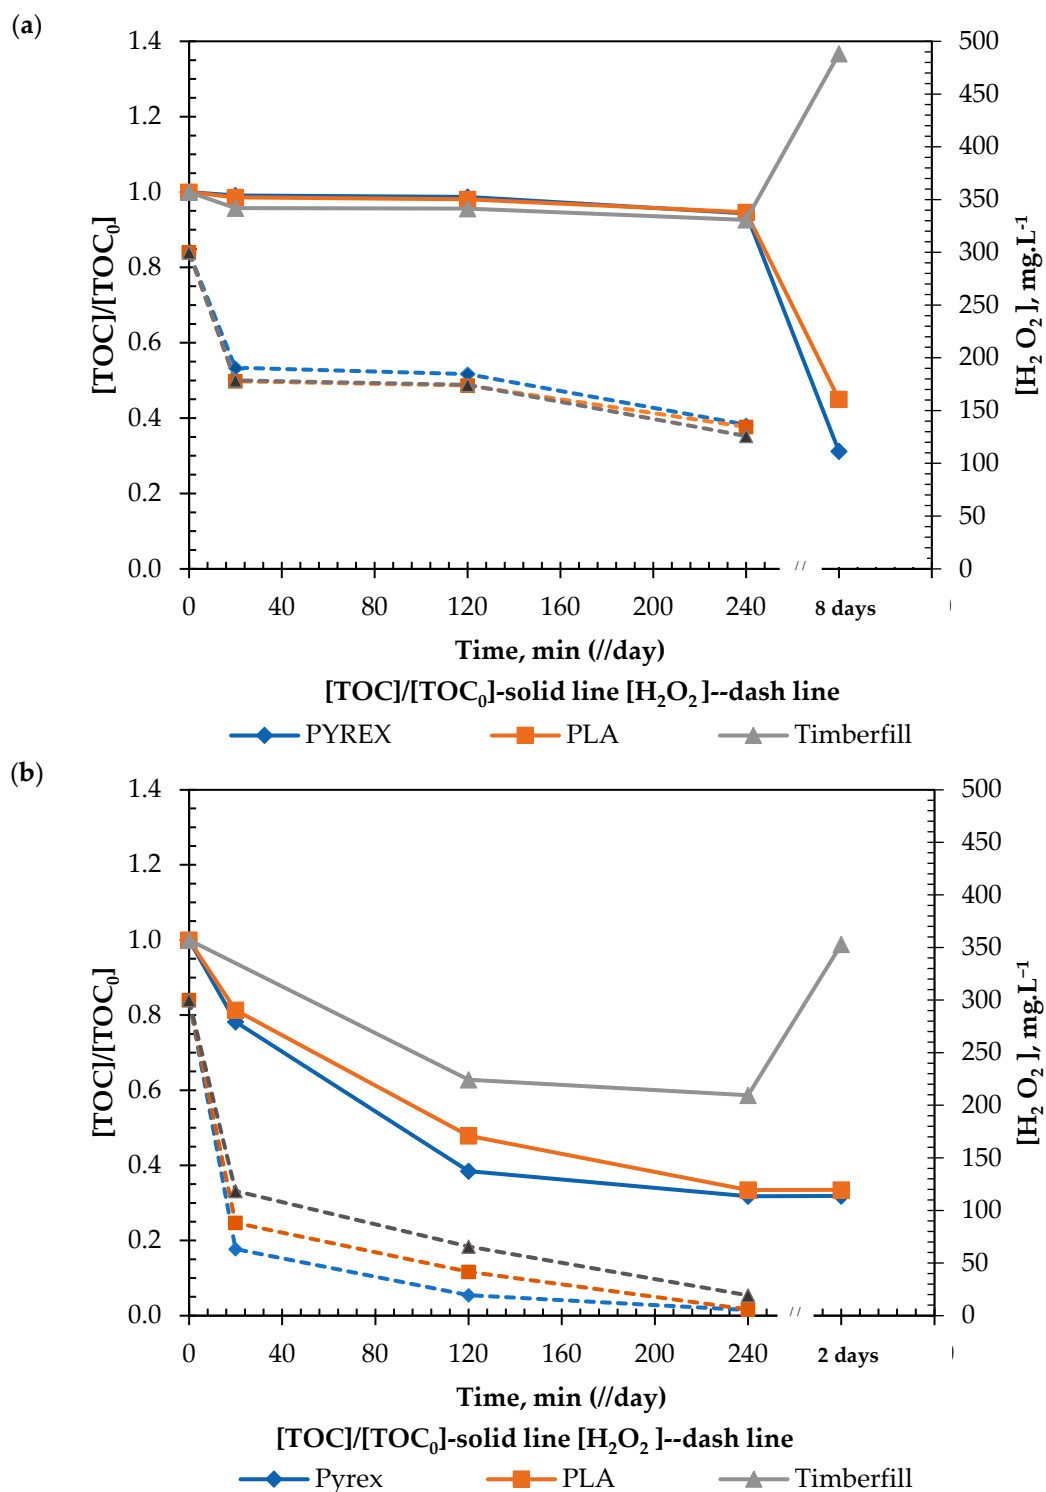 (a)
1.4
1.2
1.0
0.8
0.6
0.4
0.2
0.0
[TOC]/[TOC₀]
500
450
400
350
300
250
200
150
100
50
0
[H₂ O₂], mg.L⁻¹
0 40 80 120 160 200 240 // 8 days
Time, min (//day)
[TOC]/[TOC₀]-solid line [H₂O₂ ]--dash line
PYREX PLA Timberfill
(b)
1.4
1.2
1.0
0.8
0.6
0.4
0.2
0.0
[TOC]/[TOC₀]
500
450
400
350
300
250
200
150
100
50
0
[H₂ O₂], mg.L⁻¹
0 40 80 120 160 200 240 // 2 days
Time, min (//day)
[TOC]/[TOC₀]-solid line [H₂O₂ ]--dash line
Pyrex PLA Timberfill